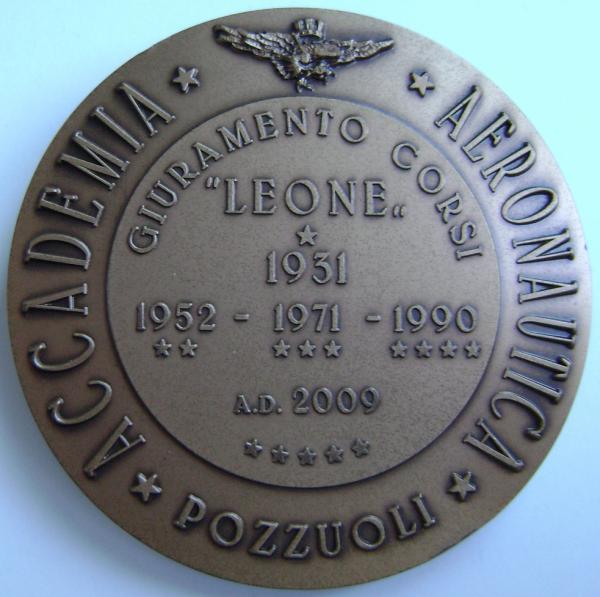 ACCADEMIA AERONAUTICA
GIURAMENTO CORSI
"LEONE"
1931
1952 - 1971 - 1990
A.D. 2009
POZZUOLI